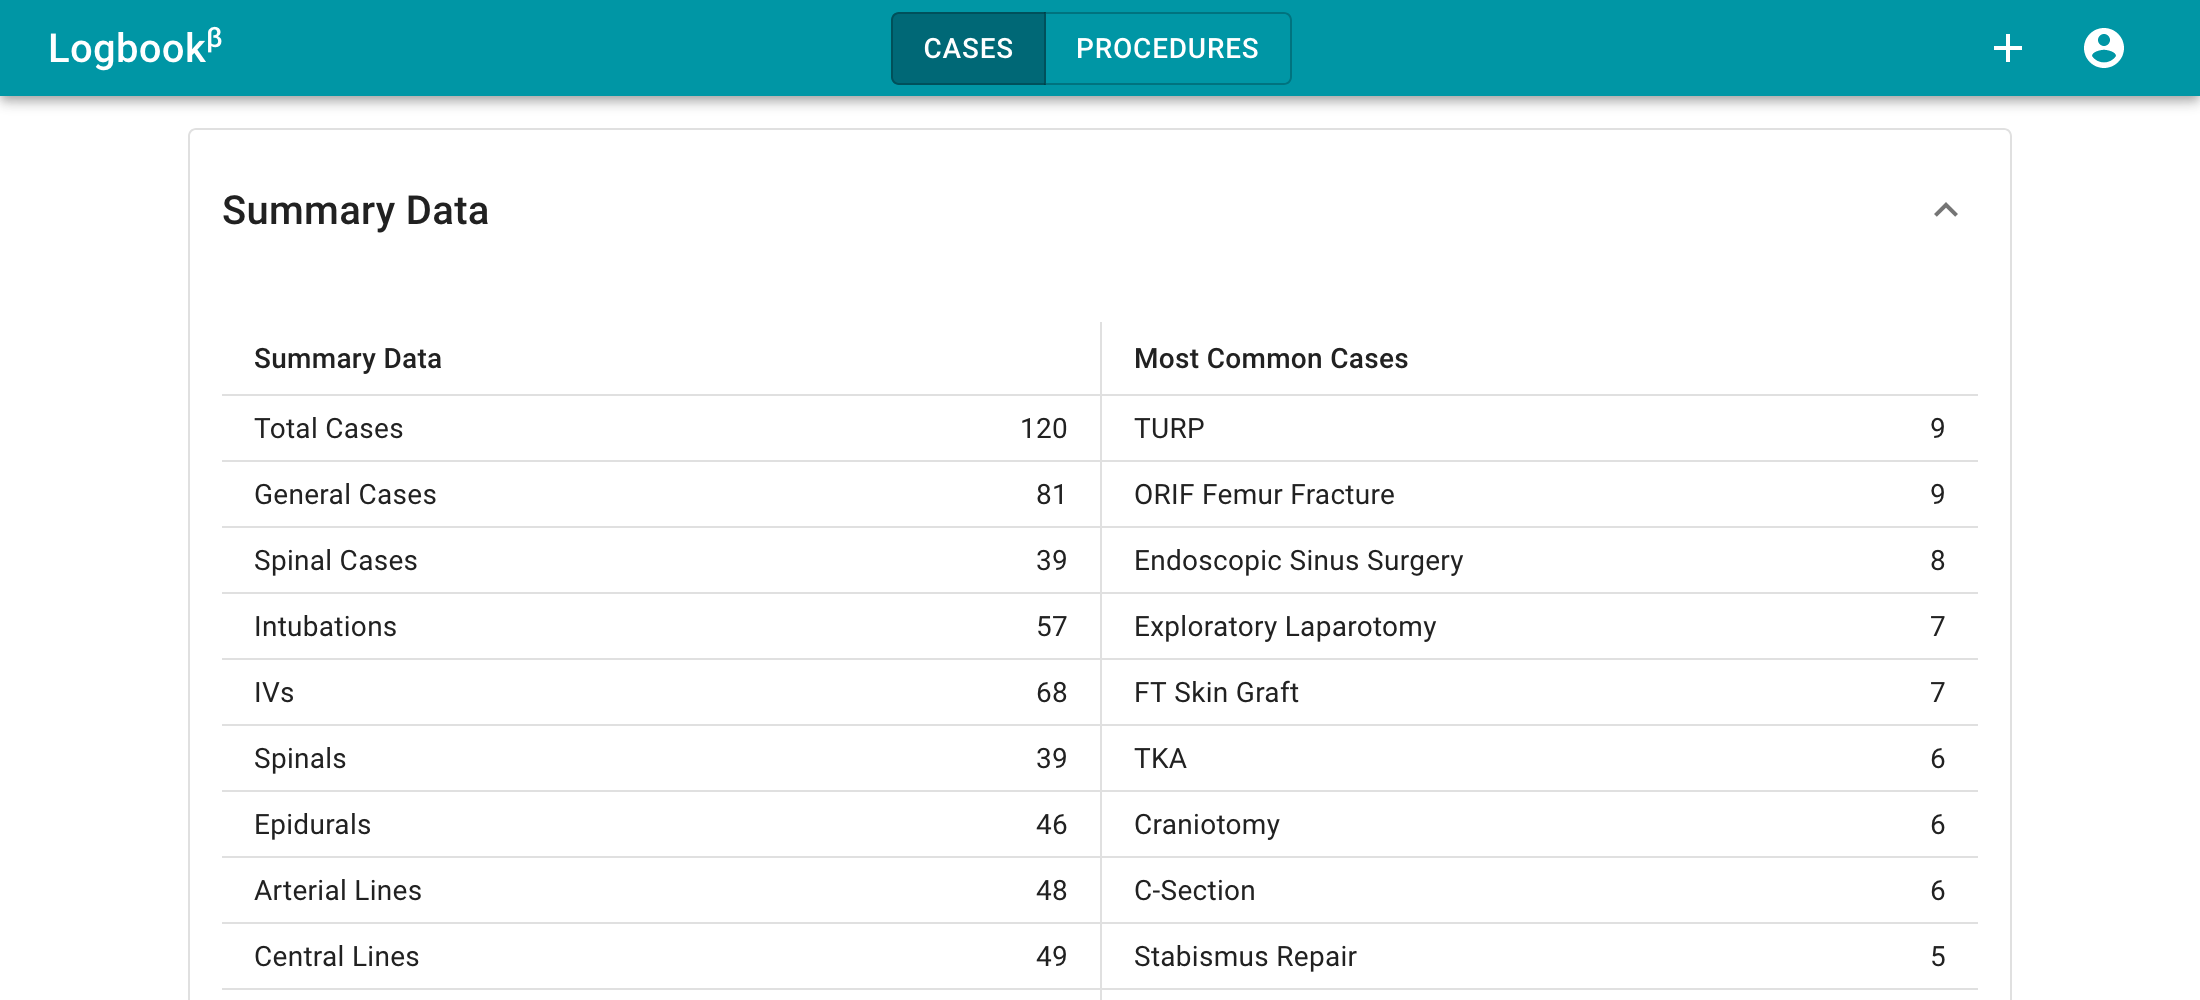 Logbookβ
CASES
PROCEDURES
Summary Data
Summary Data
Most Common Cases
Total Cases 120
TURP 9
General Cases 81
ORIF Femur Fracture 9
Spinal Cases 39
Endoscopic Sinus Surgery 8
Intubations 57
Exploratory Laparotomy 7
IVs 68
FT Skin Graft 7
Spinals 39
TKA 6
Epidurals 46
Craniotomy 6
Arterial Lines 48
C-Section 6
Central Lines 49
Stabismus Repair 5